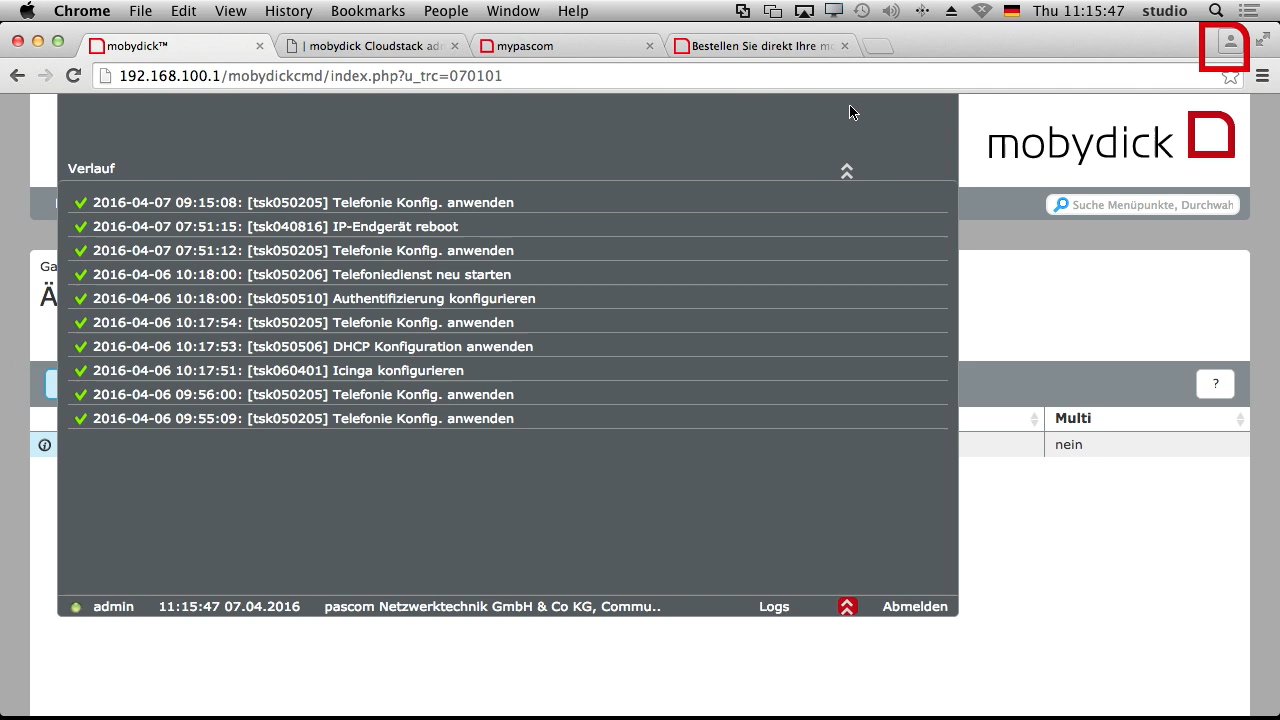 Chrome File Edit View History Bookmarks People Window Help Thu 11:15:47 studio
mobydick™ | mobydick Cloudstack ad mypascom Bestellen Sie direkt Ihre m
192.168.100.1/mobydickcmd/index.php?u_trc=070101
mobydick
Verlauf
Suche Menüpunkte, Durchwah
2016-04-07 09:15:08: [tsk050205] Telefonie Konfig. anwenden
2016-04-07 07:51:15: [tsk040816] IP-Endgerät reboot
2016-04-07 07:51:12: [tsk050205] Telefonie Konfig. anwenden
Ga
2016-04-06 10:18:00: [tsk050206] Telefoniedienst neu starten
Ä
2016-04-06 10:18:00: [tsk050510] Authentifizierung konfigurieren
2016-04-06 10:17:54: [tsk050205] Telefonie Konfig. anwenden
2016-04-06 10:17:53: [tsk050506] DHCP Konfiguration anwenden
2016-04-06 10:17:51: [tsk060401] Icinga konfigurieren
?
2016-04-06 09:56:00: [tsk050205] Telefonie Konfig. anwenden
2016-04-06 09:55:09: [tsk050205] Telefonie Konfig. anwenden
Multi
nein
admin 11:15:47 07.04.2016 pascom Netzwerktechnik GmbH & Co KG, Commu.. Logs Abmelden